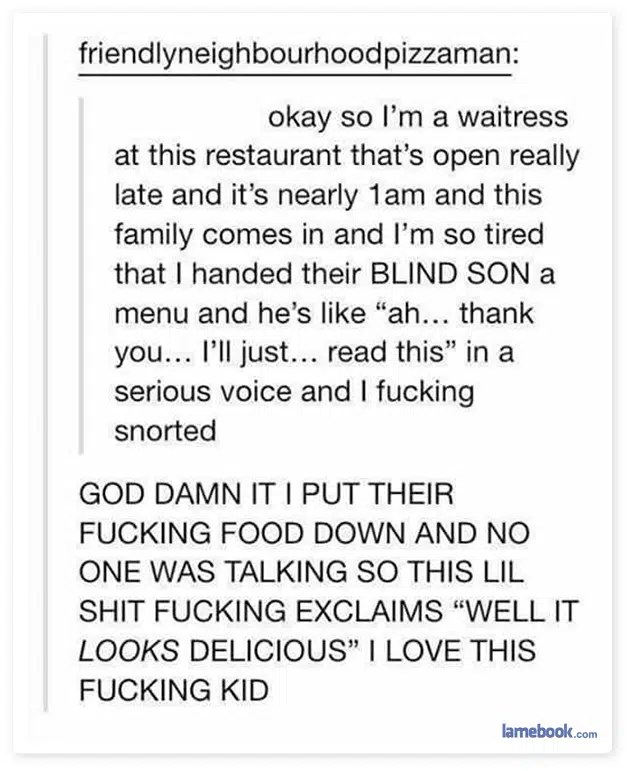 friendlyneighbourhoodpizzaman:
okay so I’m a waitress
at this restaurant that’s open really
late and it’s nearly 1am and this
family comes in and I’m so tired
that I handed their BLIND SON a
menu and he’s like “ah... thank
you... I’ll just... read this” in a
serious voice and I fucking
snorted
GOD DAMN IT I PUT THEIR
FUCKING FOOD DOWN AND NO
ONE WAS TALKING SO THIS LIL
SHIT FUCKING EXCLAIMS “WELL IT
LOOKS DELICIOUS” I LOVE THIS
FUCKING KID
lamebook.com